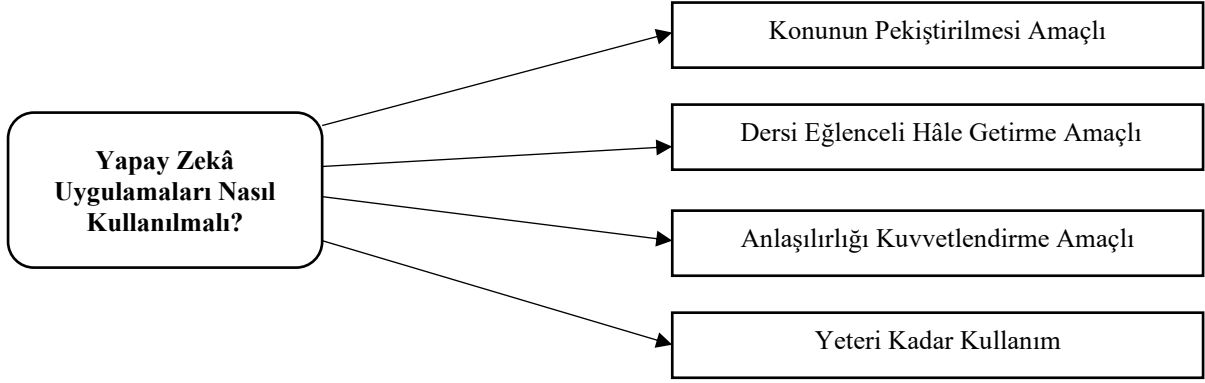 Konunun Pekiştirilmesi Amaçlı
Dersi Eğlenceli Hâle Getirme Amaçlı
Yapay Zekâ
Uygulamaları Nasıl
Kullanılmalı?
Anlaşılırlığı Kuvvetlendirme Amaçlı
Yeteri Kadar Kullanım